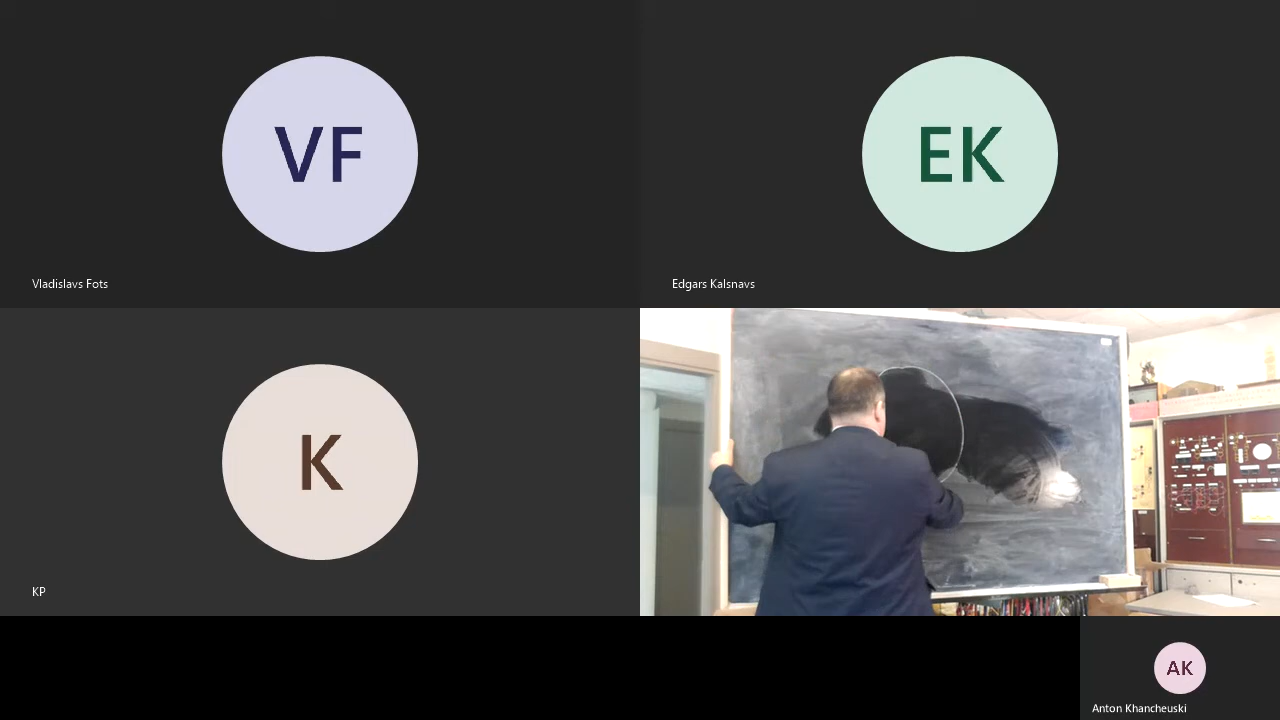 VF
Vladislavs Fots
EK
Edgars Kalsnavs
K
KP
AK
Anton Khancheuski